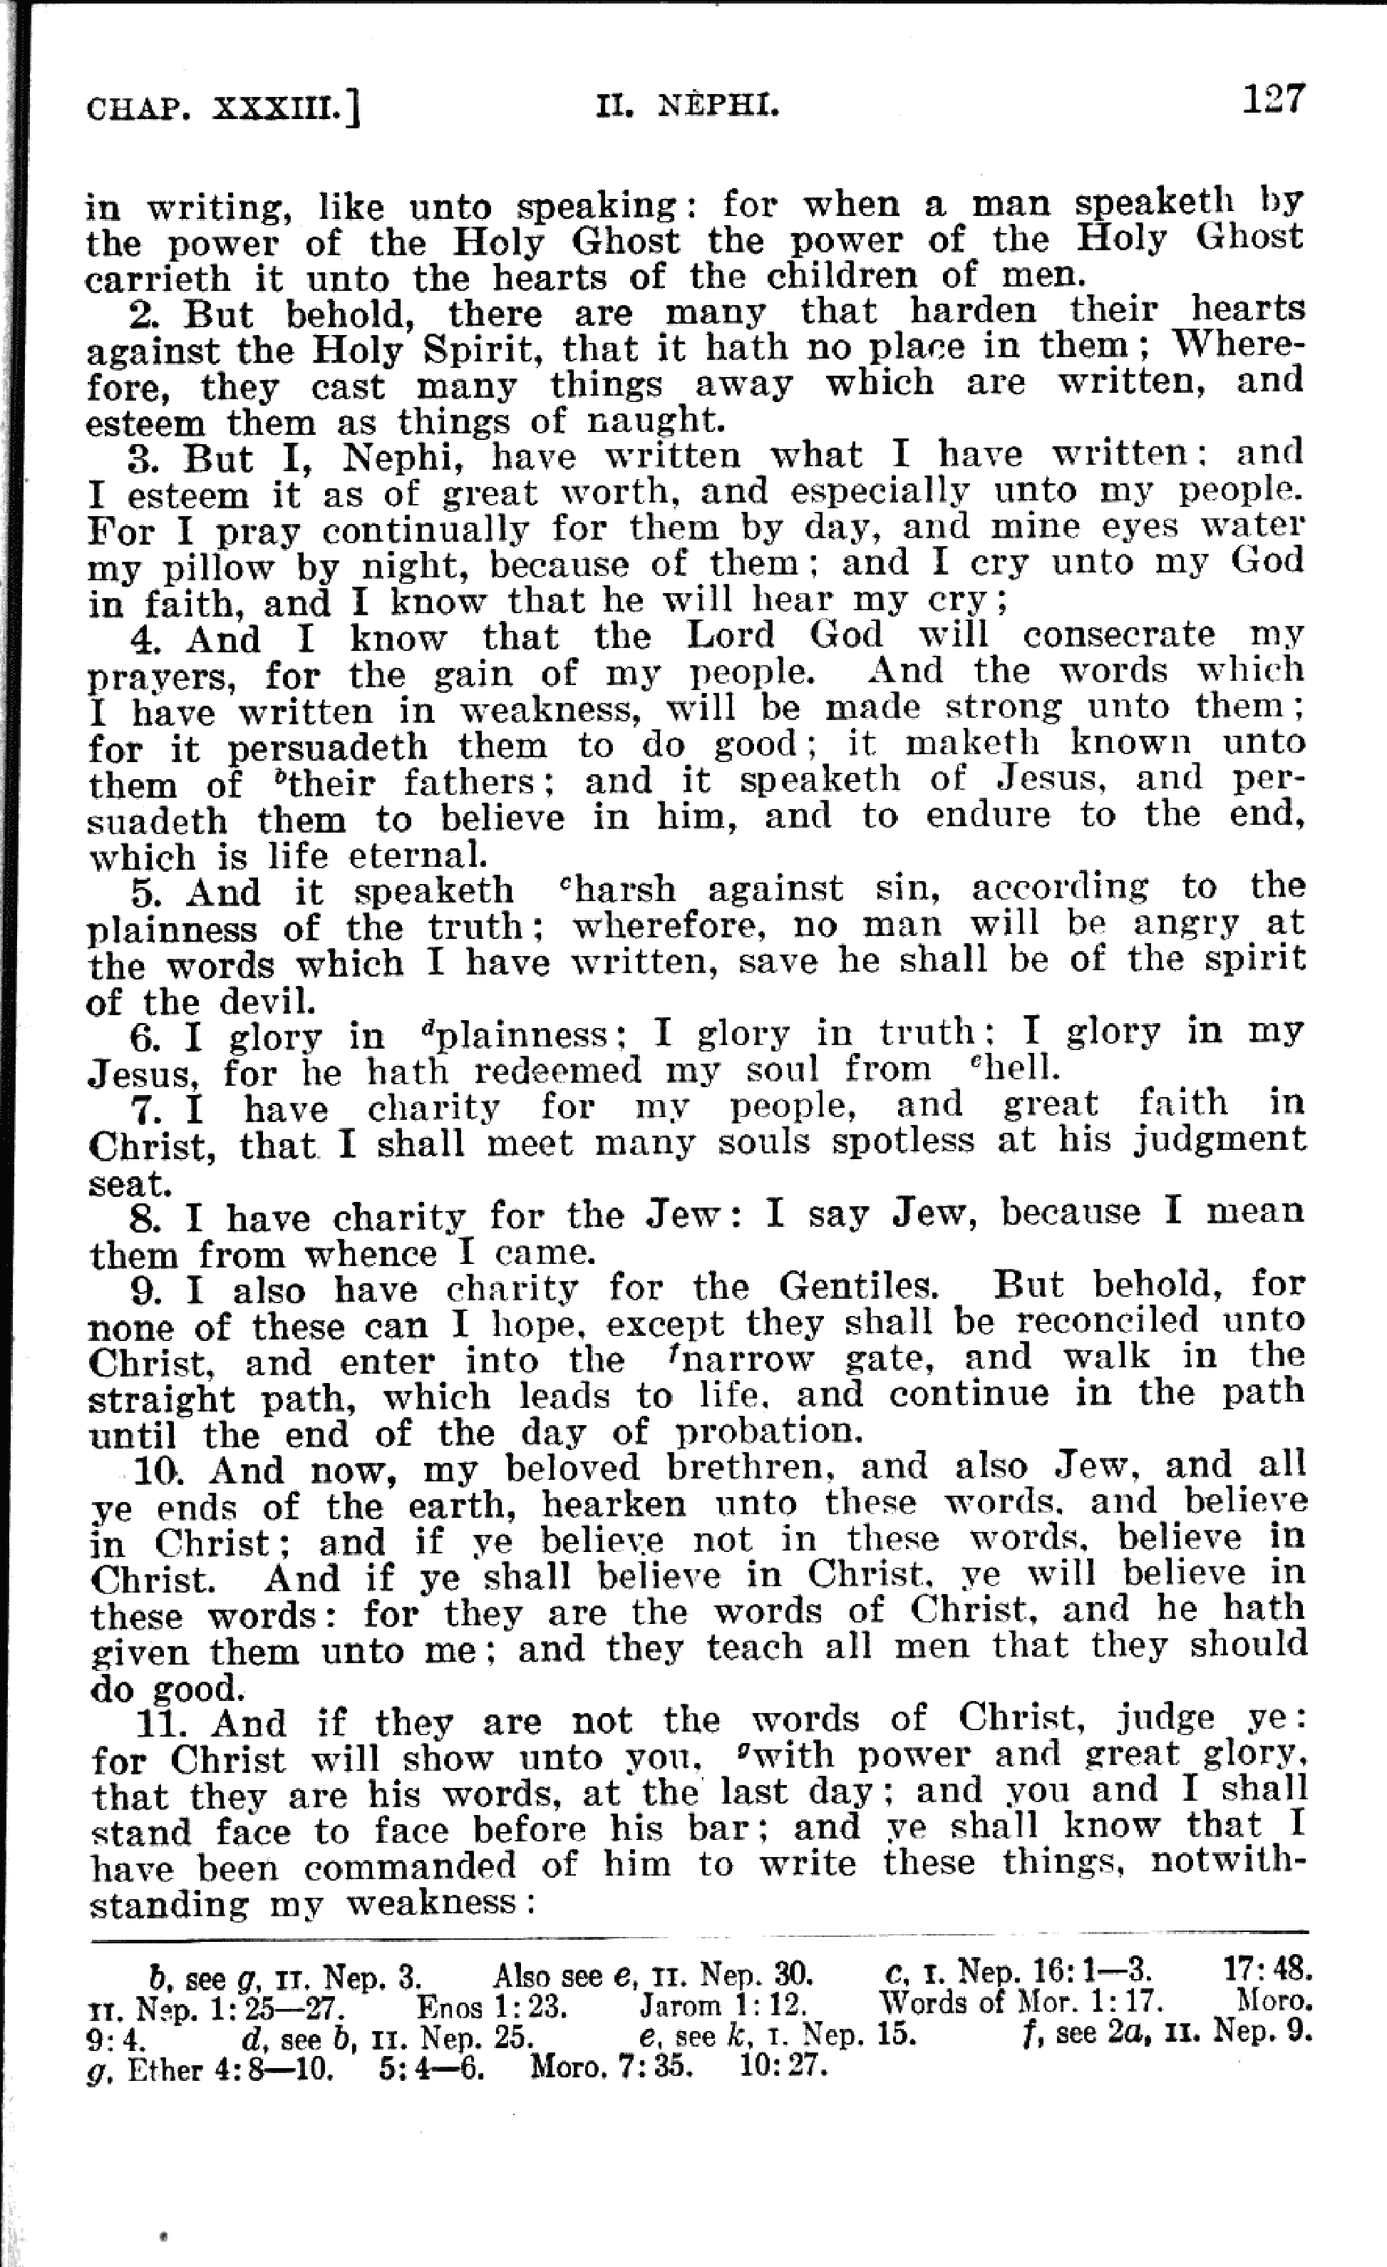 CHAP. XXXIII.] II. NEPHI. 127
in writing, like unto speaking: for when a man speaketh by
the power of the Holy Ghost the power of the Holy Ghost
carrieth it unto the hearts of the children of men.
2. But behold, there are many that harden their hearts
against the Holy Spirit, that it hath no place in them; Where-
fore, they cast many things away which are written, and
esteem them as things of naught.
3. But I, Nephi, have written what I have written; and
I esteem it as of great worth, and especially unto my people.
For I pray continually for them by day, and mine eyes water
my pillow by night, because of them; and I cry unto my God
in faith, and I know that he will hear my cry;
4. And I know that the Lord God will consecrate my
prayers, for the gain of my people. And the words which
I have written in weakness, will be made strong unto them;
for it persuadeth them to do good; it maketh known unto
them of btheir fathers; and it speaketh of Jesus, and per-
suadeth them to believe in him, and to endure to the end,
which is life eternal.
5. And it speaketh charsh against sin, according to the
plainness of the truth; wherefore, no man will be angry at
the words which I have written, save he shall be of the spirit
of the devil.
6. I glory in dplainness; I glory in truth; I glory in my
Jesus, for he hath redeemed my soul from ehell.
7. I have charity for my people, and great faith in
Christ, that I shall meet many souls spotless at his judgment
seat.
8. I have charity for the Jew: I say Jew, because I mean
them from whence I came.
9. I also have charity for the Gentiles. But behold, for
none of these can I hope, except they shall be reconciled unto
Christ, and enter into the fnarrow gate, and walk in the
straight path, which leads to life, and continue in the path
until the end of the day of probation.
10. And now, my beloved brethren, and also Jew, and all
ye ends of the earth, hearken unto these words, and believe
in Christ; and if ye believe not in these words, believe in
Christ. And if ye shall believe in Christ, ye will believe in
these words: for they are the words of Christ, and he hath
given them unto me; and they teach all men that they should
do good.
11. And if they are not the words of Christ, judge ye:
for Christ will show unto you, gwith power and great glory,
that they are his words, at the last day; and you and I shall
stand face to face before his bar; and ye shall know that I
have been commanded of him to write these things, notwith-
standing my weakness:
b, see g, II. Nep. 3. Also see e, II. Nep. 30. c, I. Nep. 16: 1—3. 17: 48.
II. Nep. 1: 25—27. Enos 1: 23. Jarom 1: 12. Words of Mor. 1: 17. Moro.
9: 4. d, see b, II. Nep. 25. e, see k, I. Nep. 15. f, see 2a, II. Nep. 9.
g, Ether 4: 8—10. 5: 4—6. Moro. 7: 35. 10: 27.